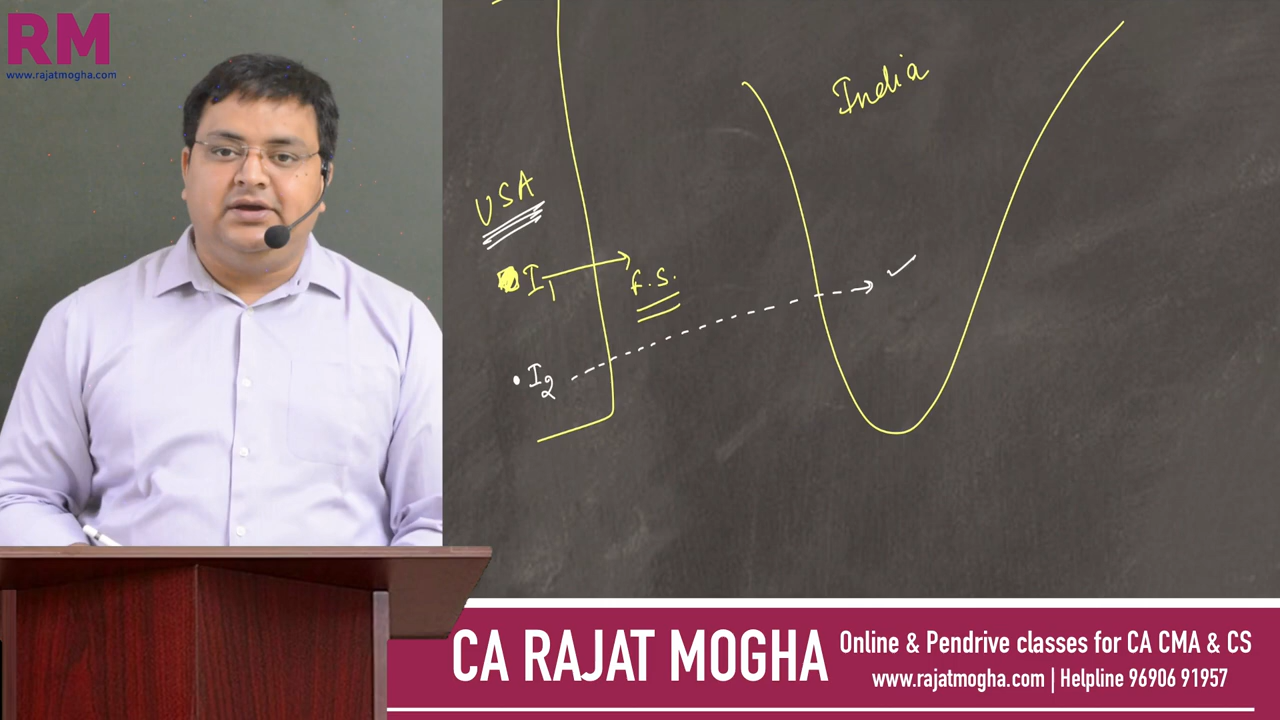 RM
www.rajatmogha.com
India
USA
I1
F.S.
I2
CA RAJAT MOGHA
Online & Pendrive classes for CA CMA & CS
www.rajatmogha.com | Helpline 96906 91957